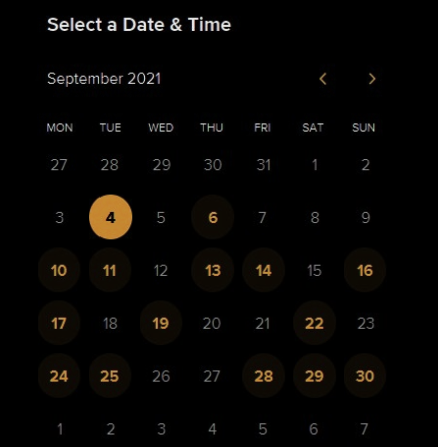 Select a Date & Time
September 2021
MON TUE WED THU FRI SAT SUN
27 28 29 30 31 1 2
3 4 5 6 7 8 9
10 11 12 13 14 15 16
17 18 19 20 21 22 23
24 25 26 27 28 29 30
1 2 3 4 5 6 7